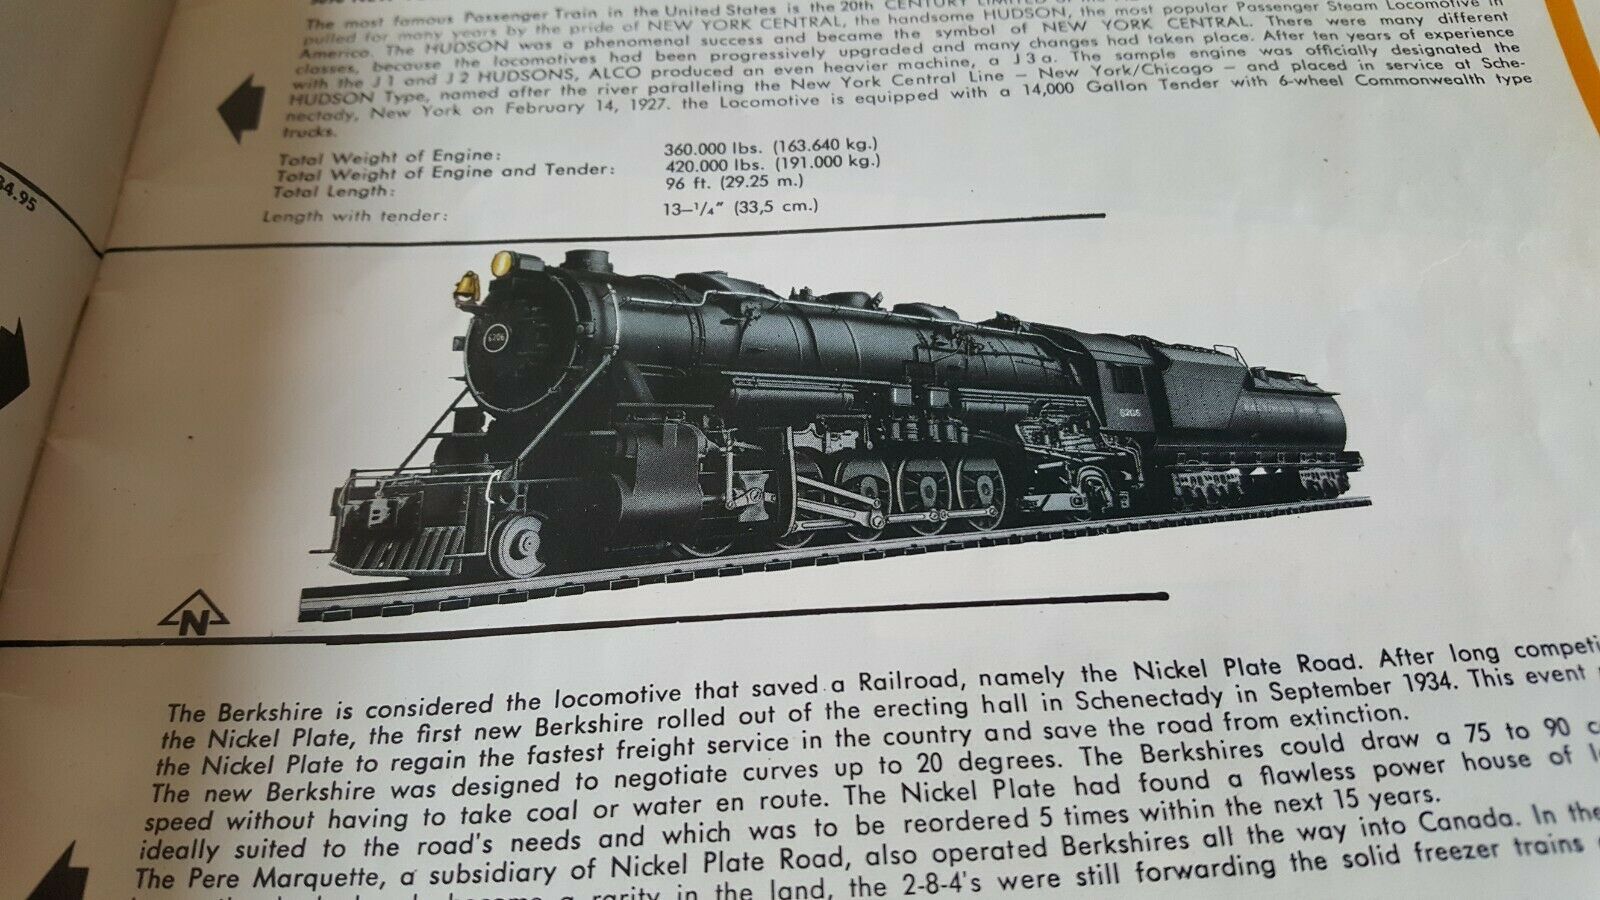 The most famous Passenger Train in the United States is the 20th CENTURY LIMITED
pulled for many years by the pride of NEW YORK CENTRAL, the handsome HUDSON, the most popular Passenger Steam Locomotive in
America. The HUDSON was a phenomenal success and became the symbol of NEW YORK CENTRAL. There were many different
classes, because the locomotives had been progressively upgraded and many changes had taken place. After ten years of experience
with the J1 and J2 HUDSONS, ALCO produced an even heavier machine, a J3a. The sample engine was officially designated the
HUDSON Type, named after the river paralleling the New York Central Line – New York/Chicago – and placed in service at Sche-
nectady, New York on February 14, 1927. the Locomotive is equipped with a 14,000 Gallon Tender with 6-wheel Commonwealth type
trucks.
Total Weight of Engine: 360.000 lbs. (163.640 kg.)
Total Weight of Engine and Tender: 420.000 lbs. (191.000 kg.)
Total Length: 96 ft. (29.25 m.)
Length with tender: 13–1/4" (33,5 cm.)
34.95
6206
6206
N
The Berkshire is considered the locomotive that saved a Railroad, namely the Nickel Plate Road. After long competi
the Nickel Plate, the first new Berkshire rolled out of the erecting hall in Schenectady in September 1934. This event
the Nickel Plate to regain the fastest freight service in the country and save the road from extinction.
The new Berkshire was designed to negotiate curves up to 20 degrees. The Berkshires could draw a 75 to 90 c
speed without having to take coal or water en route. The Nickel Plate had found a flawless power house of
ideally suited to the road's needs and which was to be reordered 5 times within the next 15 years.
The Pere Marquette, a subsidiary of Nickel Plate Road, also operated Berkshires all the way into Canada. In the
become a rarity in the land, the 2-8-4's were still forwarding the solid freezer trains